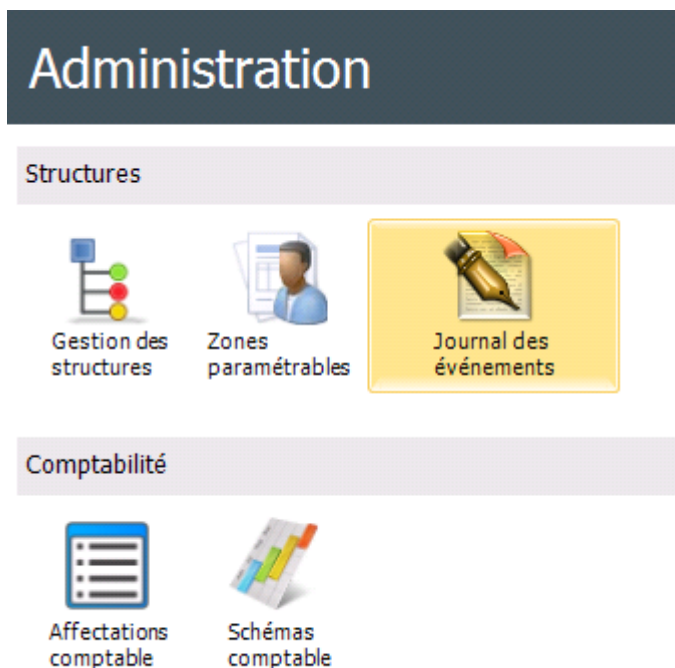 Administration
Structures
Gestion des
structures
Zones
paramétrables
Journal des
événements
Comptabilité
Affectations
comptable
Schémas
comptable